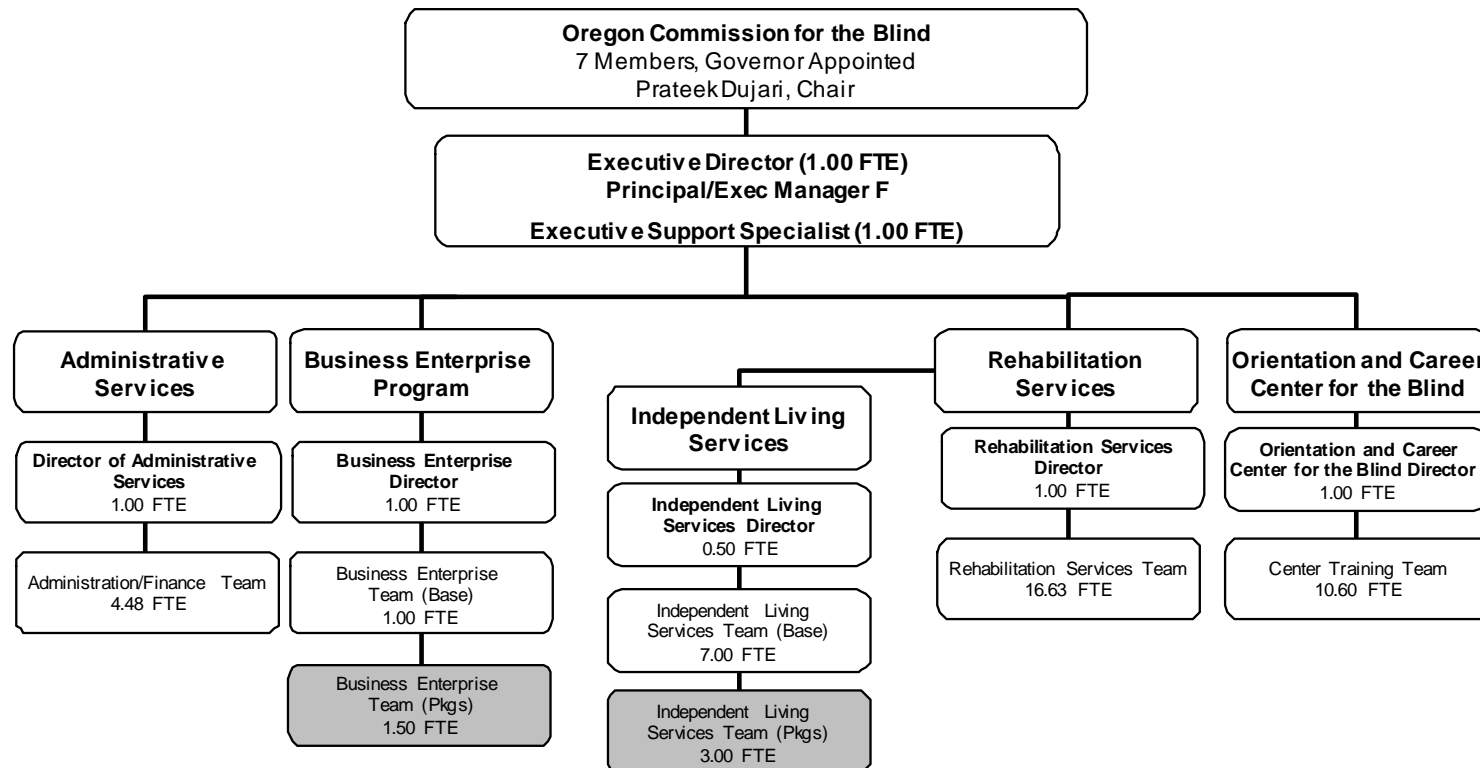 Oregon Commission for the Blind
7 Members, Governor Appointed
Prateek Dujari, Chair
Executive Director (1.00 FTE)
Principal/Exec Manager F
Executive Support Specialist (1.00 FTE)
Administrative
Services
Director of Administrative
Services
1.00 FTE
Administration/Finance Team
4.48 FTE
Business Enterprise
Program
Business Enterprise
Director
1.00 FTE
Business Enterprise
Team (Base)
1.00 FTE
Business Enterprise
Team (Pkgs)
1.50 FTE
Independent Living
Services
Independent Living
Services Director
0.50 FTE
Independent Living
Services Team (Base)
7.00 FTE
Independent Living
Services Team (Pkgs)
3.00 FTE
Rehabilitation
Services
Rehabilitation Services
Director
1.00 FTE
Rehabilitation Services Team
16.63 FTE
Orientation and Career
Center for the Blind
Orientation and Career
Center for the Blind Director
1.00 FTE
Center Training Team
10.60 FTE